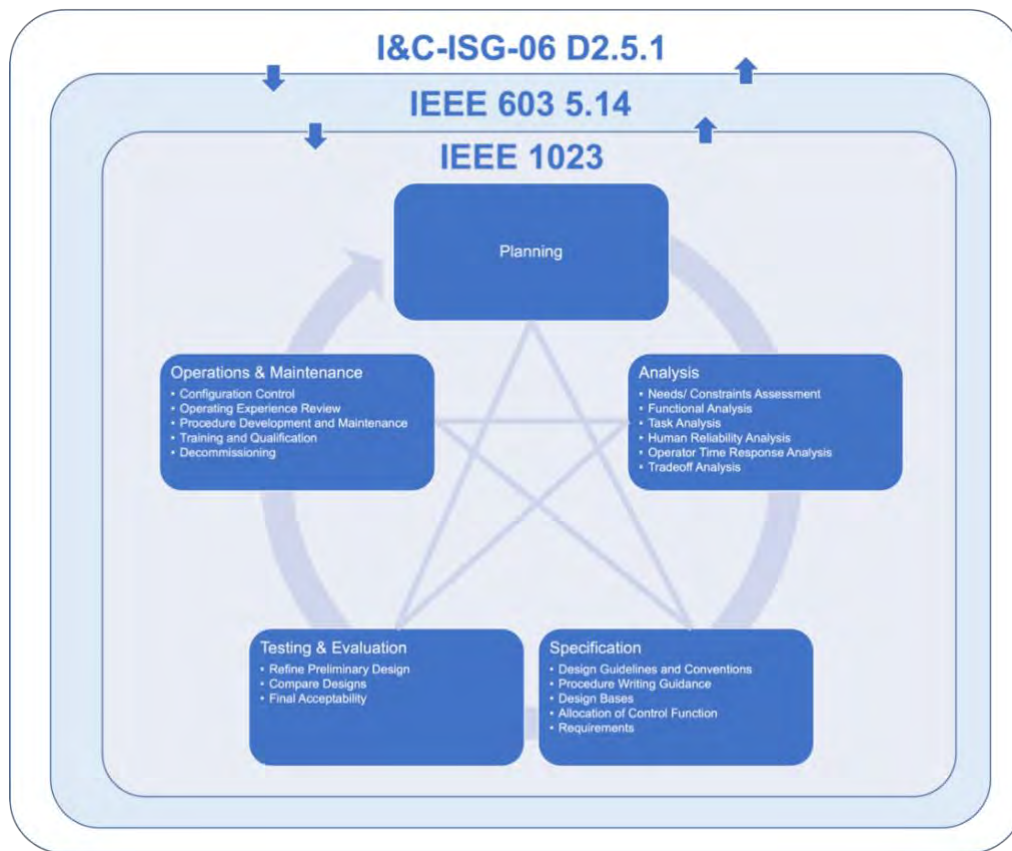 I&C-ISG-06 D2.5.1
IEEE 603 5.14
IEEE 1023
Planning
Operations & Maintenance
• Configuration Control
• Operating Experience Review
• Procedure Development and Maintenance
• Training and Qualification
• Decommissioning
Analysis
• Needs/ Constraints Assessment
• Functional Analysis
• Task Analysis
• Human Reliability Analysis
• Operator Time Response Analysis
• Tradeoff Analysis
Testing & Evaluation
• Refine Preliminary Design
• Compare Designs
• Final Acceptability
Specification
• Design Guidelines and Conventions
• Procedure Writing Guidance
• Design Bases
• Allocation of Control Function
• Requirements